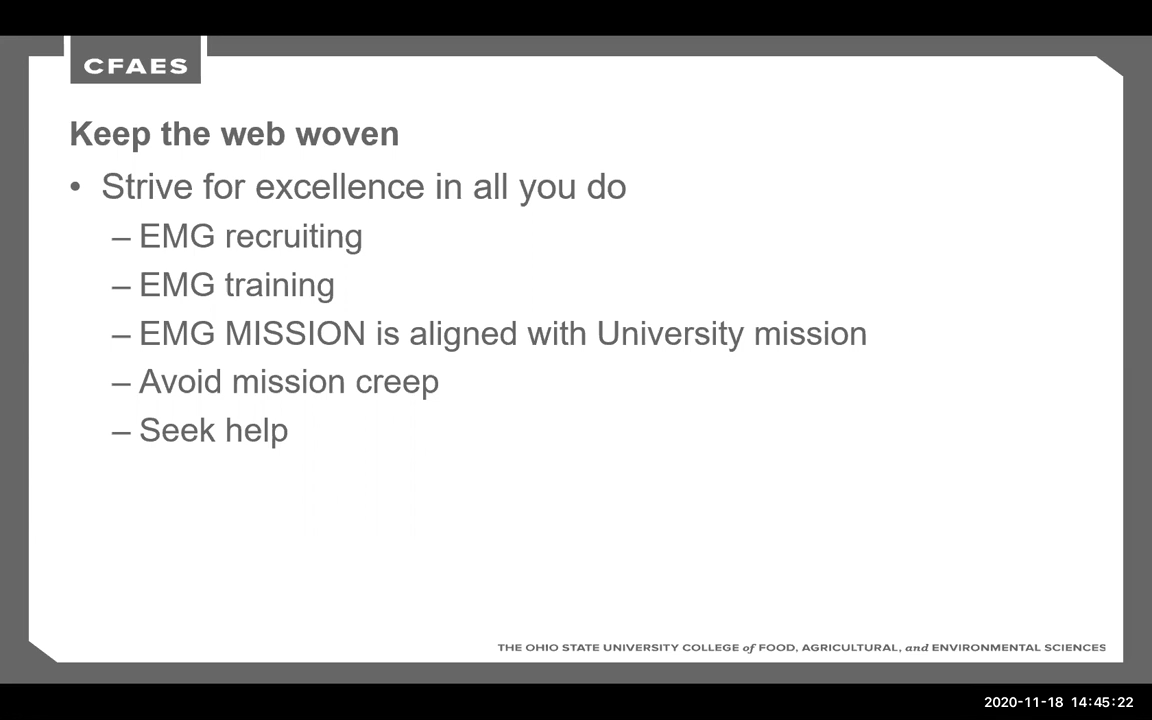 CFAES
Keep the web woven
• Strive for excellence in all you do
– EMG recruiting
– EMG training
– EMG MISSION is aligned with University mission
– Avoid mission creep
– Seek help
THE OHIO STATE UNIVERSITY COLLEGE of FOOD, AGRICULTURAL, and ENVIRONMENTAL SCIENCES
2020-11-18 14:45:22